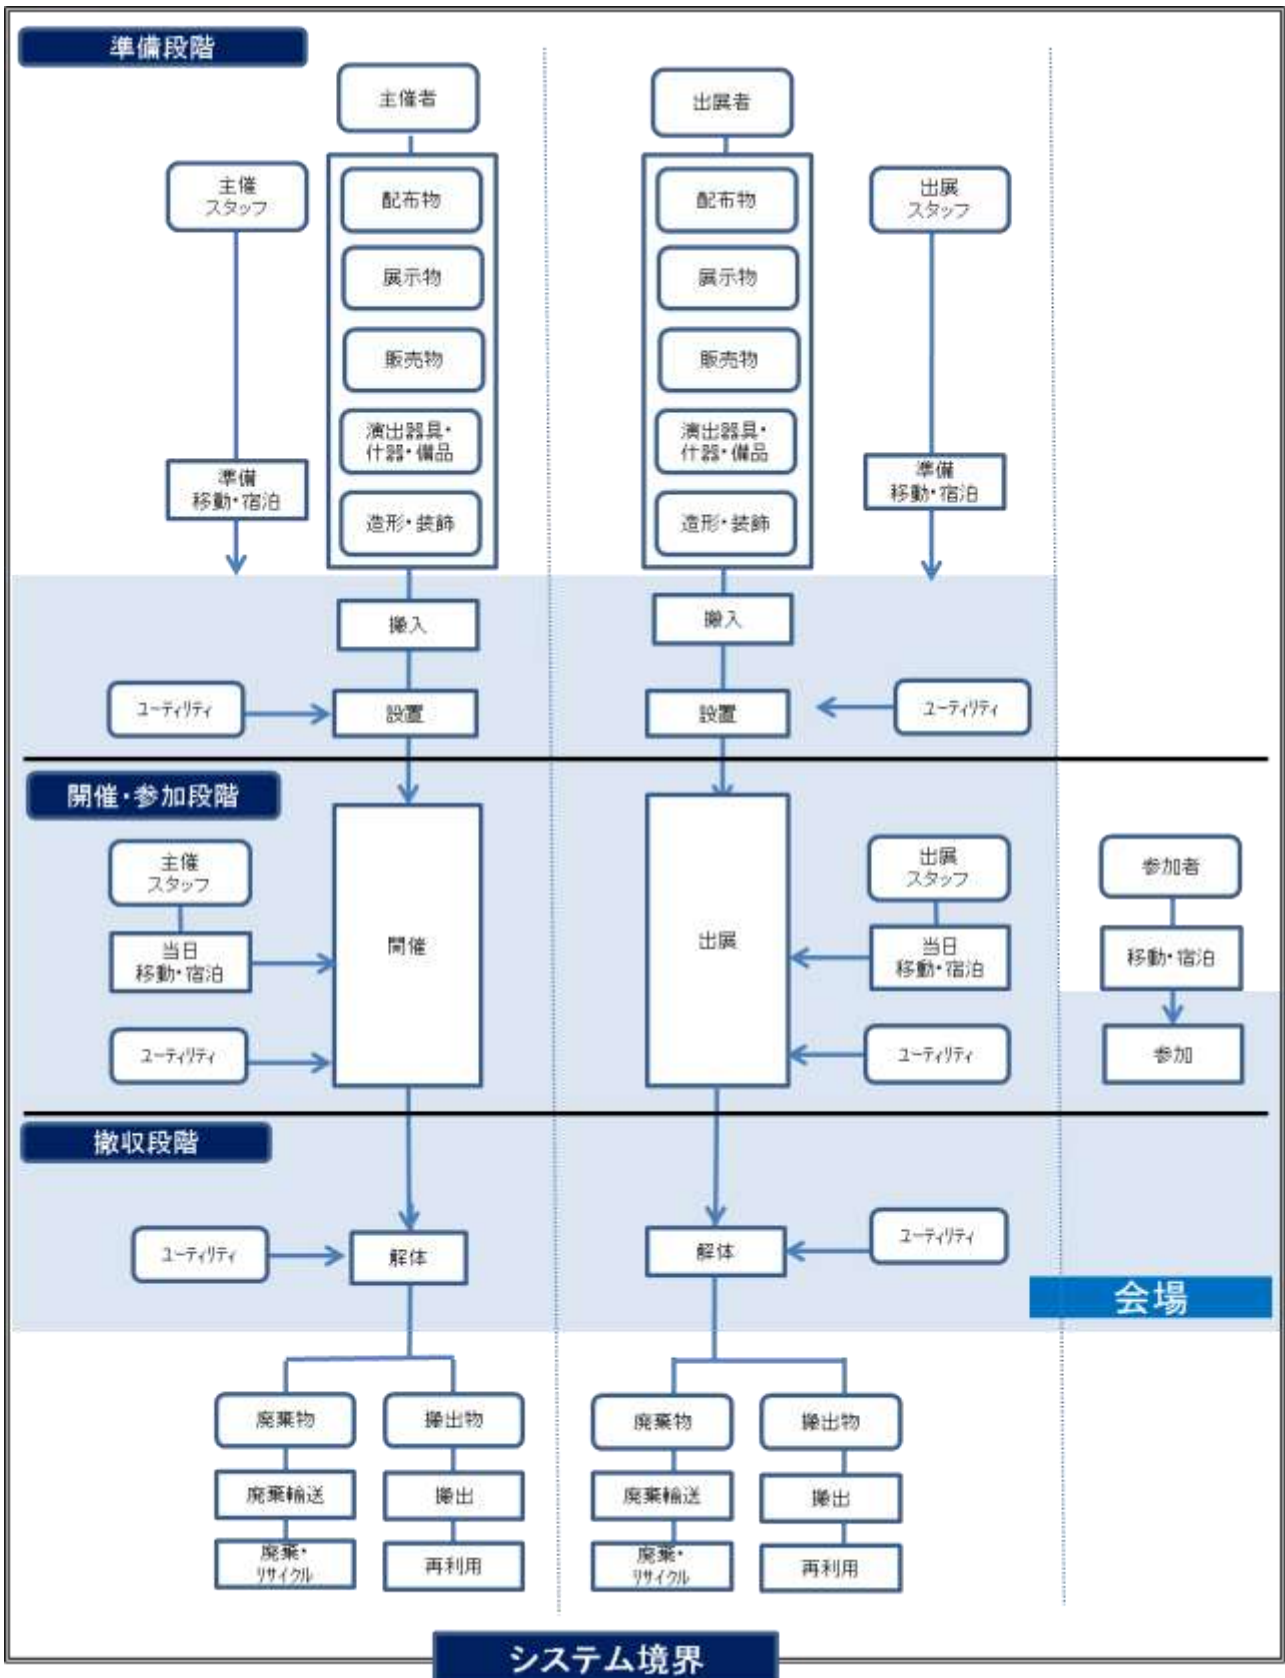 準備段階
主催者
出展者
主催
スタッフ
配布物
展示物
販売物
演出器具・
什器・備品
造形・装飾
配布物
展示物
販売物
演出器具・
什器・備品
造形・装飾
出展
スタッフ
準備
移動・宿泊
準備
移動・宿泊
搬入
搬入
ユーティリティ
設置
設置
ユーティリティ
開催・参加段階
主催
スタッフ
当日
移動・宿泊
ユーティリティ
開催
出展
出展
スタッフ
当日
移動・宿泊
ユーティリティ
参加者
移動・宿泊
参加
撤収段階
ユーティリティ
解体
解体
ユーティリティ
会場
廃棄物
搬出物
廃棄物
搬出物
廃棄輸送
搬出
廃棄輸送
搬出
廃棄・
リサイクル
再利用
廃棄・
リサイクル
再利用
システム境界